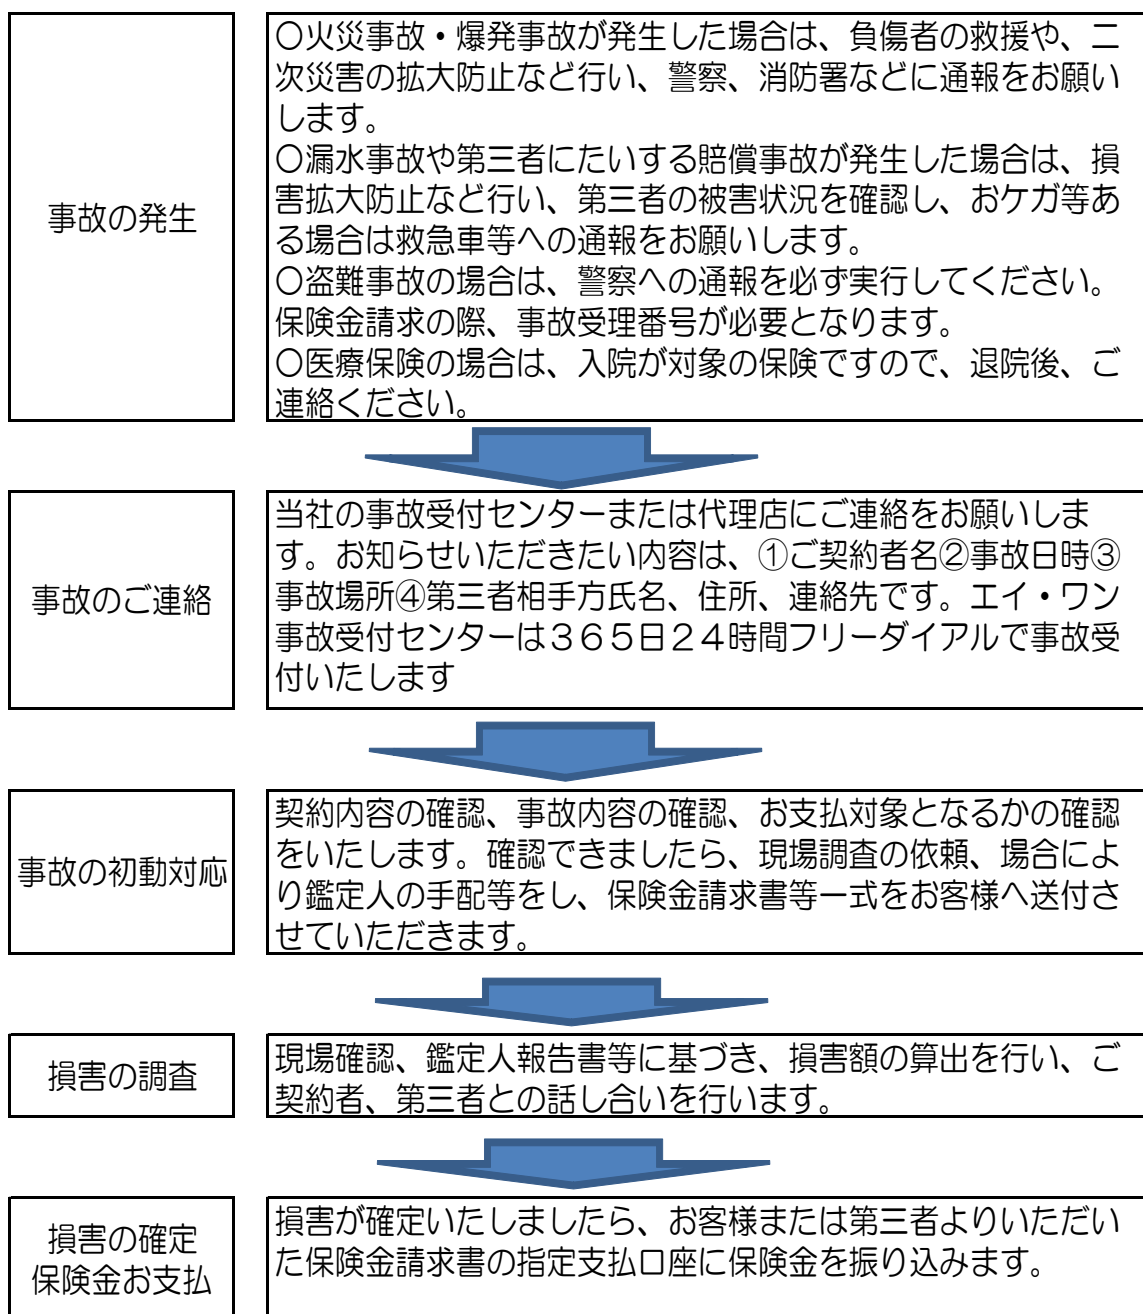 事故の発生
〇火災事故・爆発事故が発生した場合は、負傷者の救援や、二
次災害の拡大防止など行い、警察、消防署などに通報をお願い
します。
〇漏水事故や第三者にたいする賠償事故が発生した場合は、損
害拡大防止など行い、第三者の被害状況を確認し、おケガ等あ
る場合は救急車等への通報をお願いします。
〇盗難事故の場合は、警察への通報を必ず実行してください。
保険金請求の際、事故受理番号が必要となります。
〇医療保険の場合は、入院が対象の保険ですので、退院後、ご
連絡ください。
事故のご連絡
当社の事故受付センターまたは代理店にご連絡をお願いしま
す。お知らせいただきたい内容は、①ご契約者名②事故日時③
事故場所④第三者相手方氏名、住所、連絡先です。エイ・ワン
事故受付センターは３６５日２４時間フリーダイアルで事故受
付いたします
事故の初動対応
契約内容の確認、事故内容の確認、お支払対象となるかの確認
をいたします。確認できましたら、現場調査の依頼、場合によ
り鑑定人の手配等をし、保険金請求書等一式をお客様へ送付さ
せていただきます。
損害の調査
現場確認、鑑定人報告書等に基づき、損害額の算出を行い、ご
契約者、第三者との話し合いを行います。
損害の確定
保険金お支払
損害が確定いたしましたら、お客様または第三者よりいただい
た保険金請求書の指定支払口座に保険金を振り込みます。